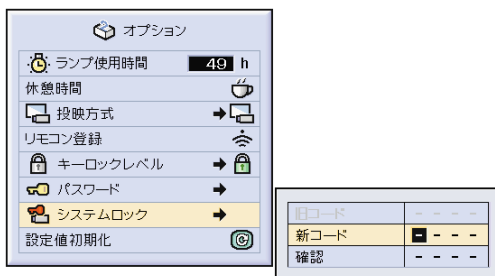 オプション
ランプ使用時間 49 h
休憩時間
投映方式
リモコン登録
キーロックレベル
パスワード
システムロック
設定値初期化
旧コード - - - -
新コード - - - -
確認 - - - -